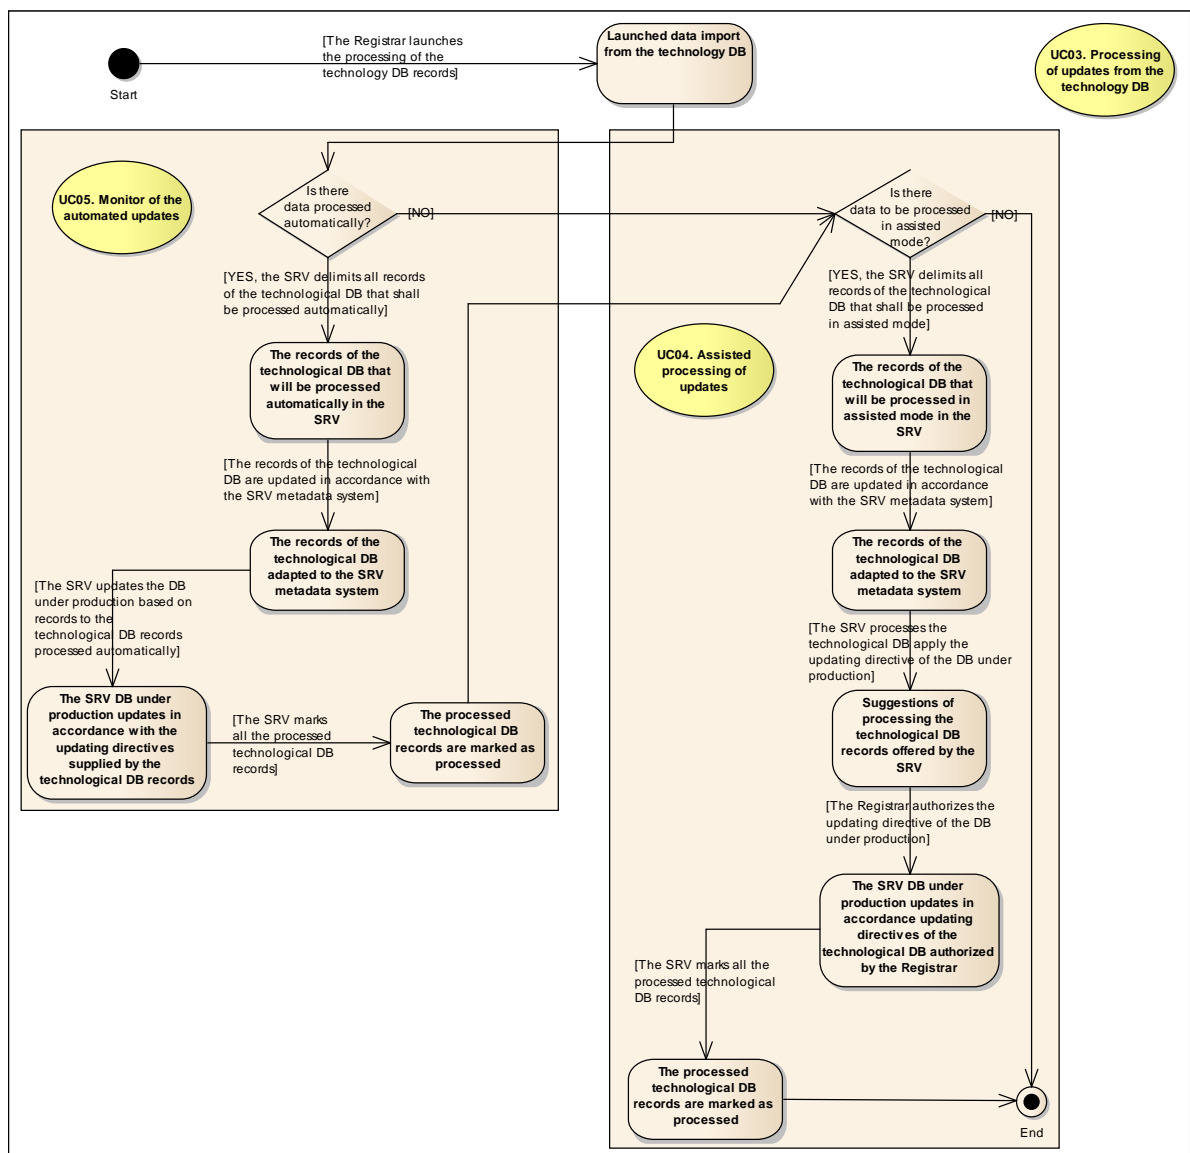 [The Registrar launches
the processing of the
technology DB records]
Start
Launched data import
from the technology DB
UC03. Processing
of updates from the
technology DB
UC05. Monitor of the
automated updates
Is there
data processed
automatically?
[NO]
[YES, the SRV delimits all records
of the technological DB that shall
be processed automatically]
The records of the
technological DB that
will be processed
automatically in the
SRV
[The records of the technological
DB are updated in accordance with
the SRV metadata system]
The records of the
technological DB
adapted to the SRV
metadata system
[The SRV updates the DB
under production based on
records to the
technological DB records
processed automatically]
The SRV DB under
production updates in
accordance with the
updating directives
supplied by the
technological DB records
[The SRV marks
all the processed
technological DB
records]
The processed
technological DB
records are marked as
processed
Is there
data to be processed
in assisted
mode?
[NO]
[YES, the SRV delimits all
records of the technological
DB that shall be processed
in assisted mode]
UC04. Assisted
processing of
updates
The records of the
technological DB that
will be processed in
assisted mode in the
SRV
[The records of the technological
DB are updated in accordance
with the SRV metadata system]
The records of the
technological DB
adapted to the SRV
metadata system
[The SRV processes the
technological DB apply the
updating directive of the DB under
production]
Suggestions of
processing the
technological DB
records offered by the
SRV
[The Registrar authorizes the
updating directive of the DB
under production]
The SRV DB under
production updates in
accordance updating
directives of the
technological DB authorized
by the Registrar
[The SRV marks all the
processed technological
DB records]
The processed
technological DB
records are marked as
processed
End